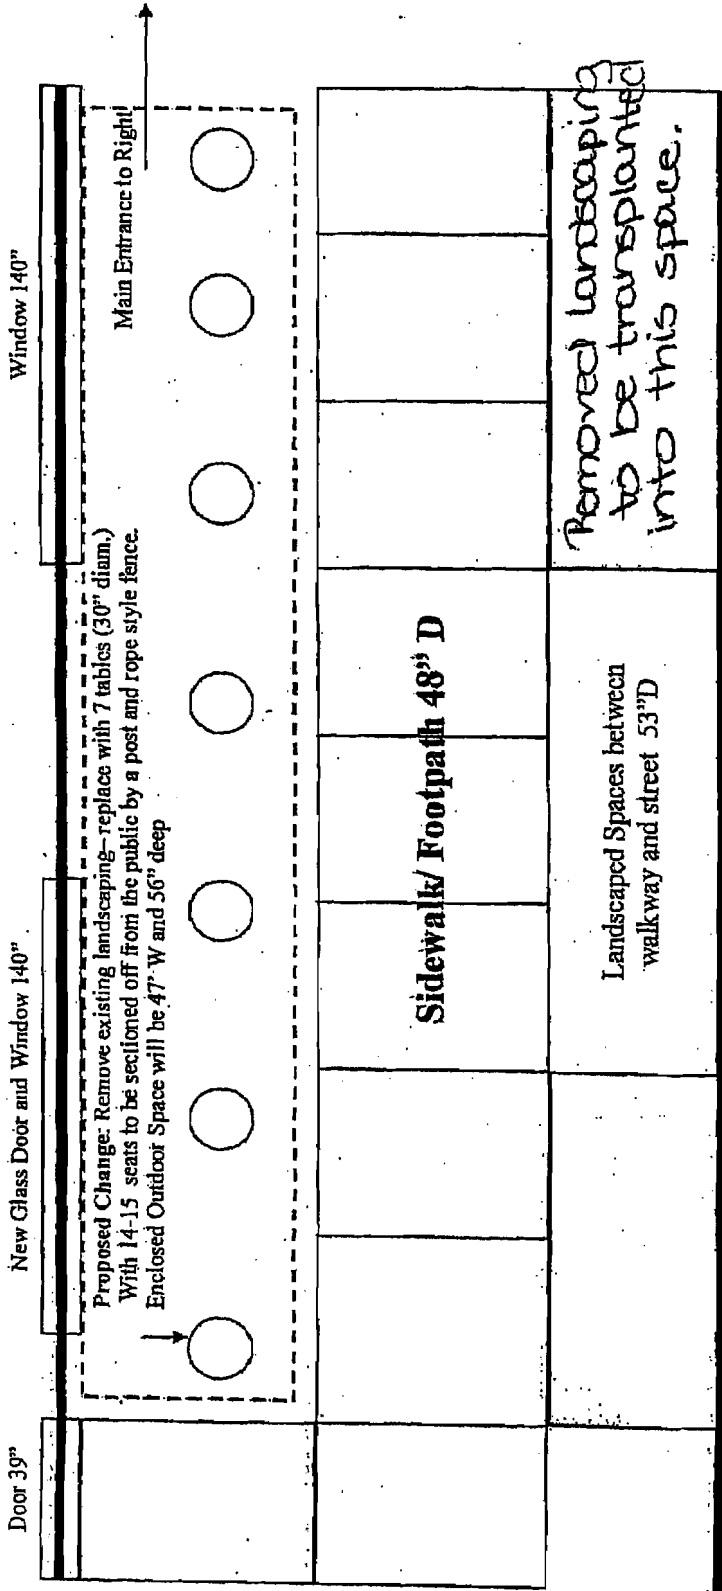 Door 39”
New Glass Door and Window 140”
Window 140”
Proposed Change: Remove existing landscaping–replace with 7 tables (30” diam.)
With 14-15 seats to be sectioned off from the public by a post and rope style fence.
Enclosed Outdoor Space will be 47’ W and 56” deep
Main Entrance to Right
Sidewalk/ Footpath 48” D
Landscaped Spaces between
walkway and street 53”D
Removed landscaping
to be transplanted
into this space.